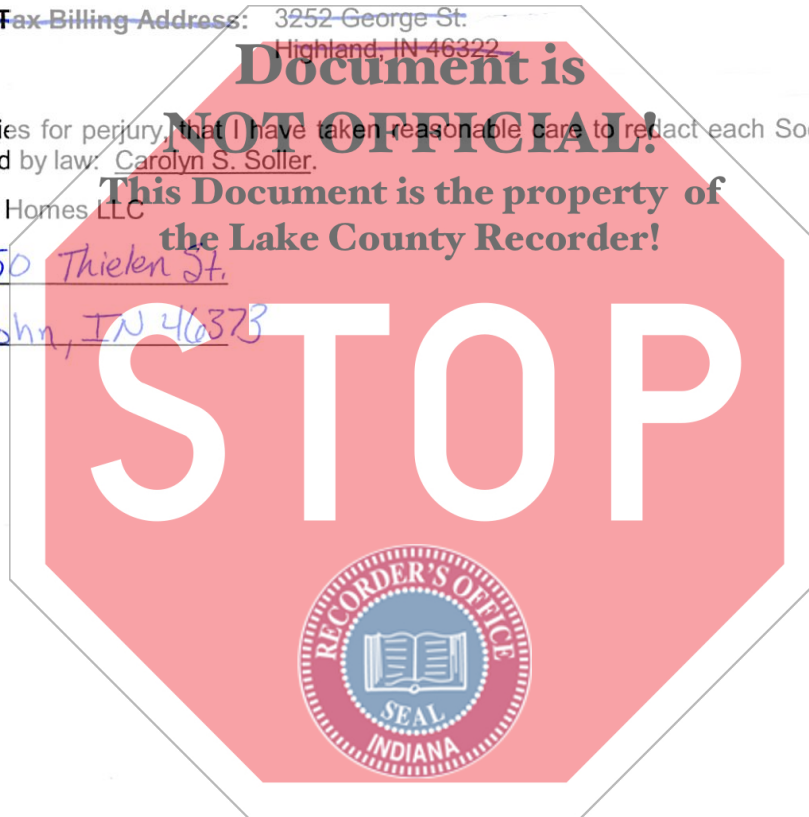 Tax Billing Address: 3252 George St.
Highland, IN 46322
Document is
NOT OFFICIAL!
ies for perjury, that I have taken reasonable care to redact each Soc
d by law: Carolyn S. Soller.
This Document is the property of
Homes LLC
the Lake County Recorder!
50 Thielen St.
ohn, IN 46373
STOP
RECORDER'S OFFICE
SEAL
INDIANA